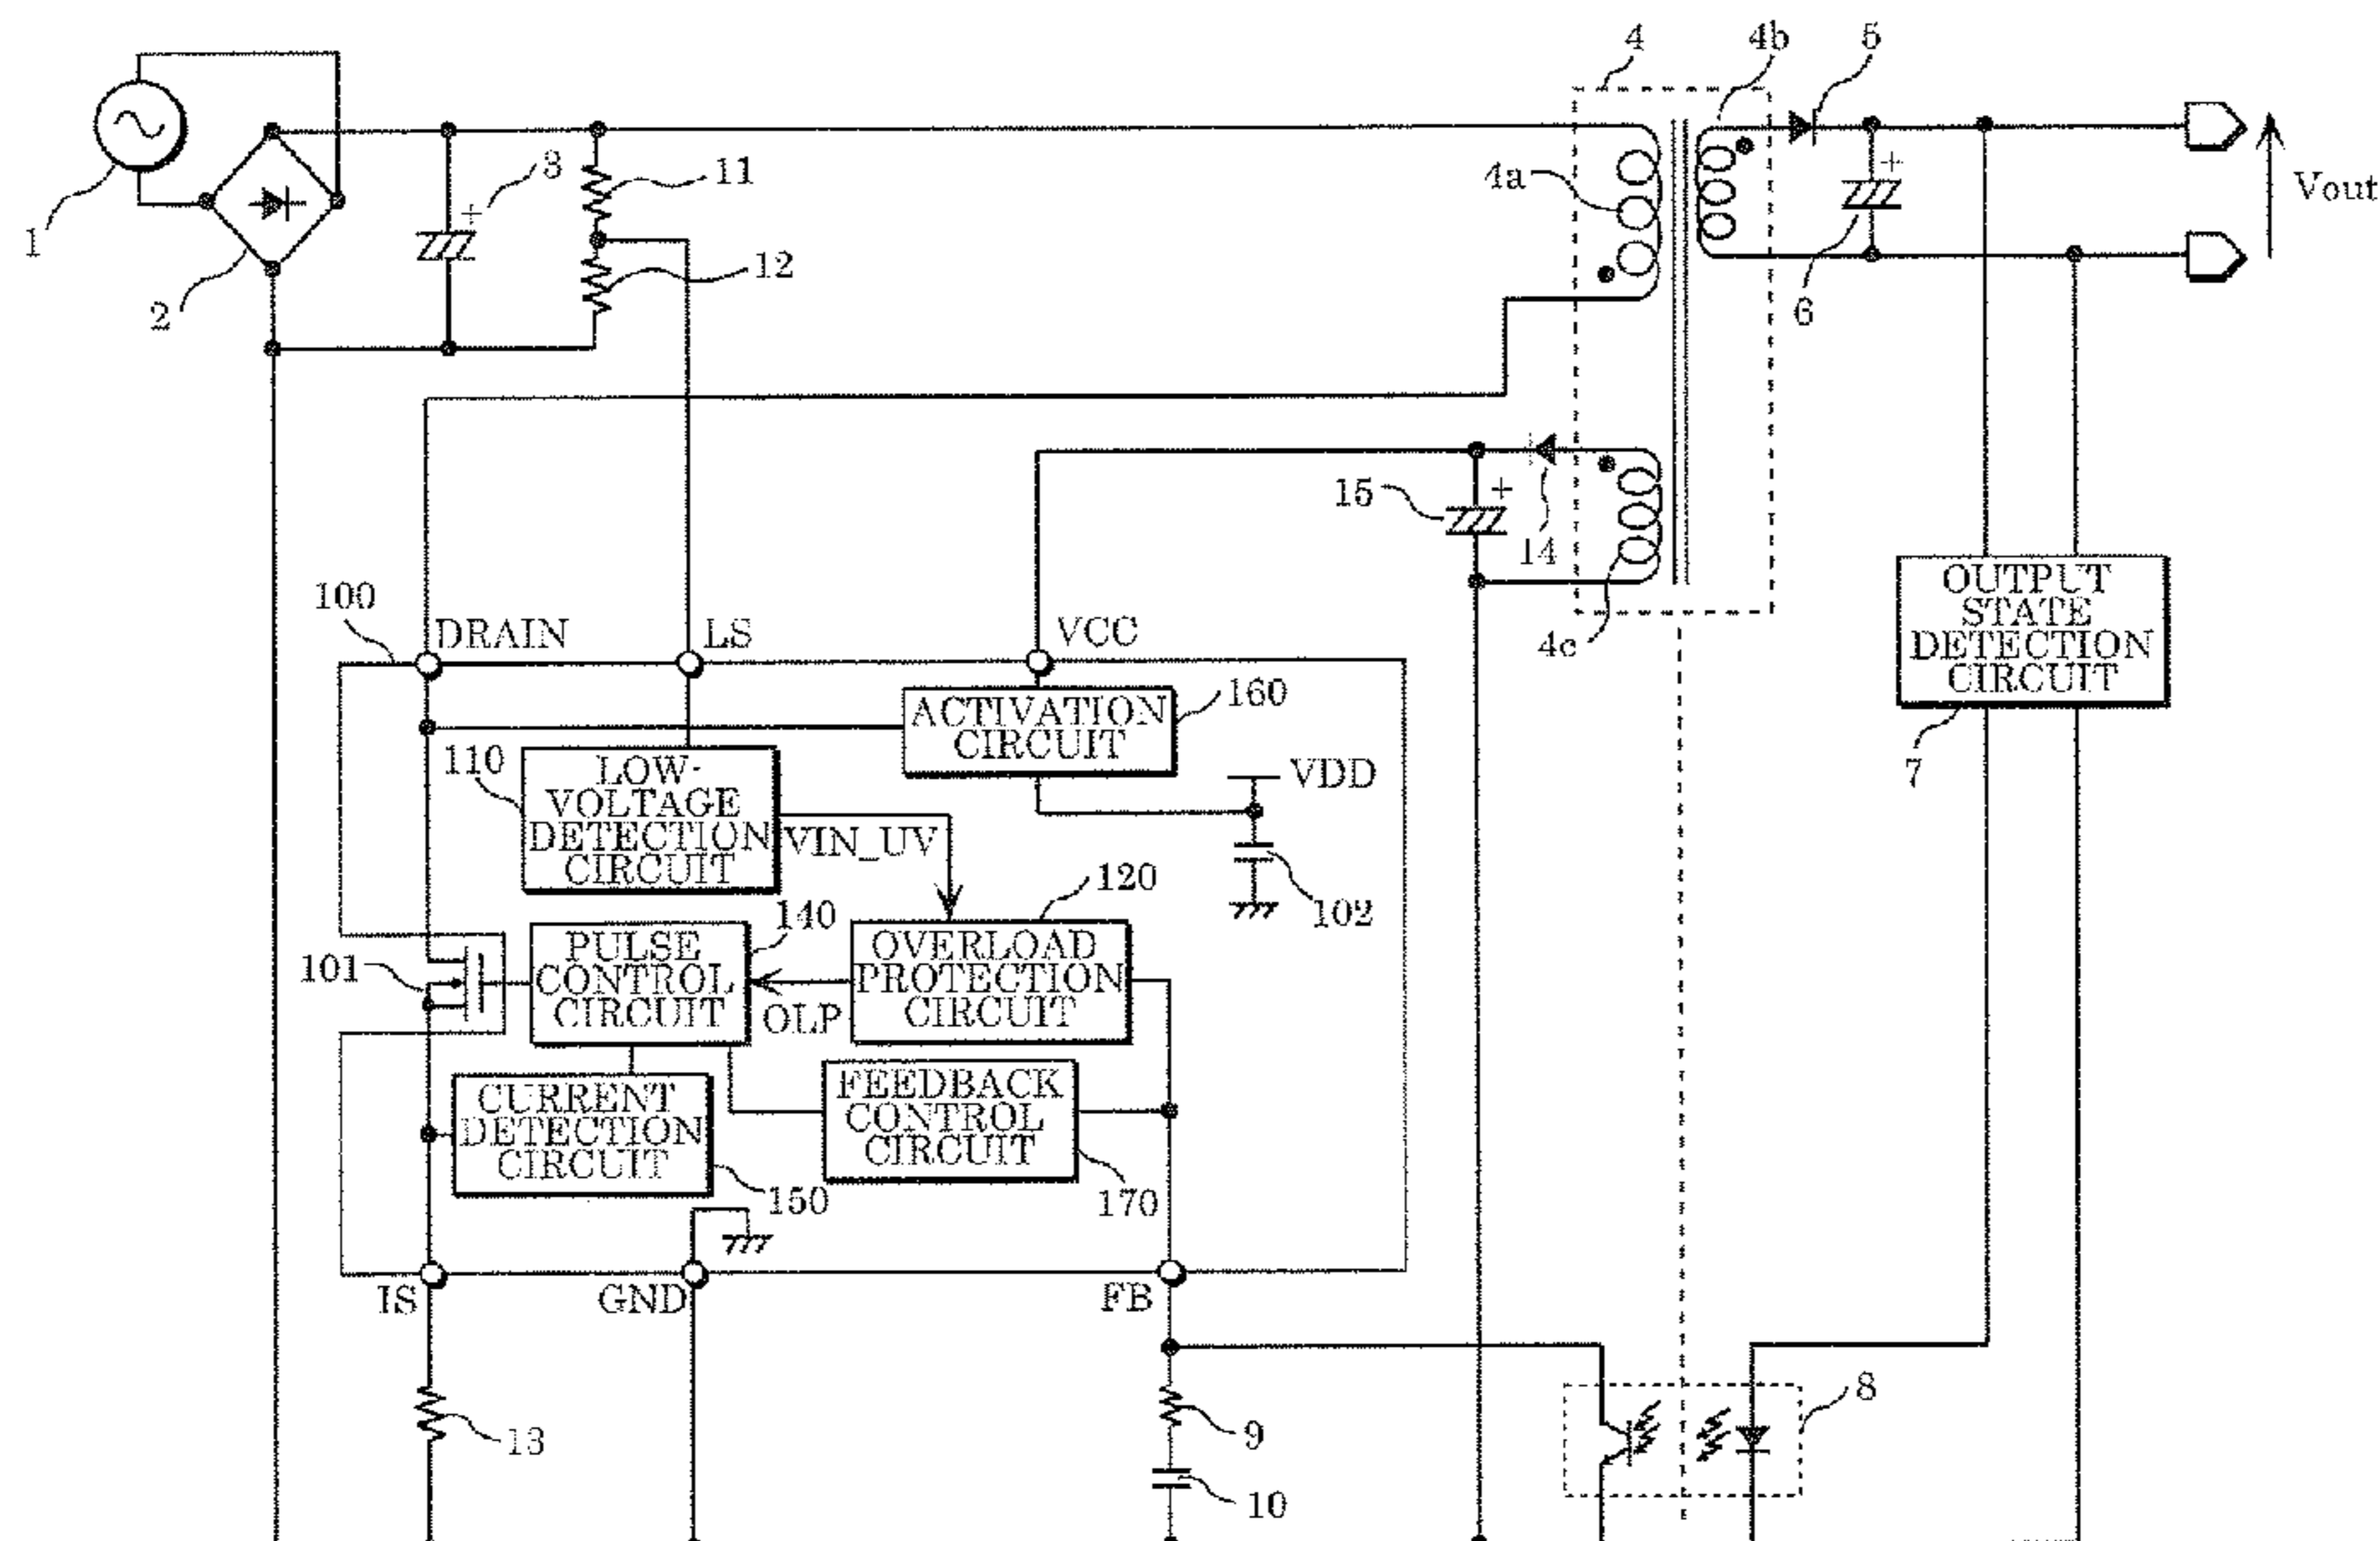 4
4b
5
+
3
11
4a
+
Vout
1
12
2
6
15
+
14
100
DRAIN
LS
VCC
4c
OUTPUT
STATE
DETECTION
CIRCUIT
7
ACTIVATION
CIRCUIT
160
110
LOW-
VOLTAGE
DETECTION
CIRCUIT
VIN_UV
VDD
102
120
140
PULSE
CONTROL
CIRCUIT
101
OLP
OVERLOAD
PROTECTION
CIRCUIT
CURRENT
DETECTION
CIRCUIT
150
FEEDBACK
CONTROL
CIRCUIT
170
IS
GND
FB
13
9
10
8